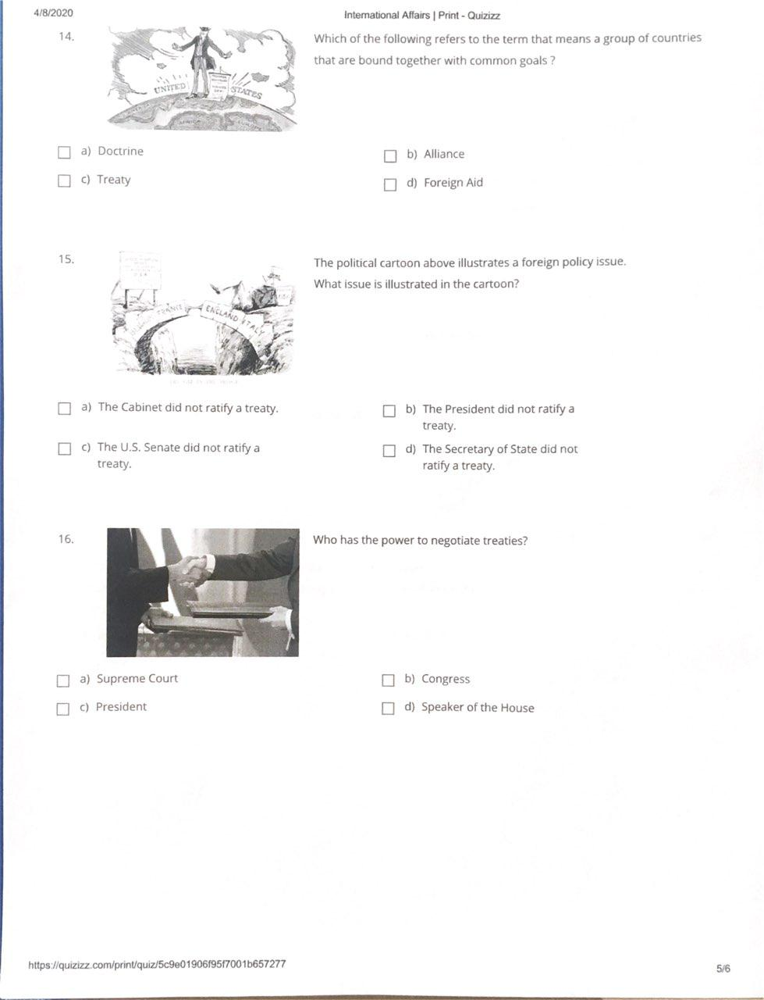 4/8/2020
International Affairs | Print - Quizizz
14.
UNITED STATES
AFRICA
Which of the following refers to the term that means a group of countries
that are bound together with common goals ?
a) Doctrine
b) Alliance
c) Treaty
d) Foreign Aid
15.
FRANCE
ENGLAND
ITALY
The political cartoon above illustrates a foreign policy issue.
What issue is illustrated in the cartoon?
a) The Cabinet did not ratify a treaty.
b) The President did not ratify a
treaty.
c) The U.S. Senate did not ratify a
treaty.
d) The Secretary of State did not
ratify a treaty.
16.
Who has the power to negotiate treaties?
a) Supreme Court
b) Congress
c) President
d) Speaker of the House
https://quizizz.com/print/quiz/5c9e01906f95f7001b657277
5/6